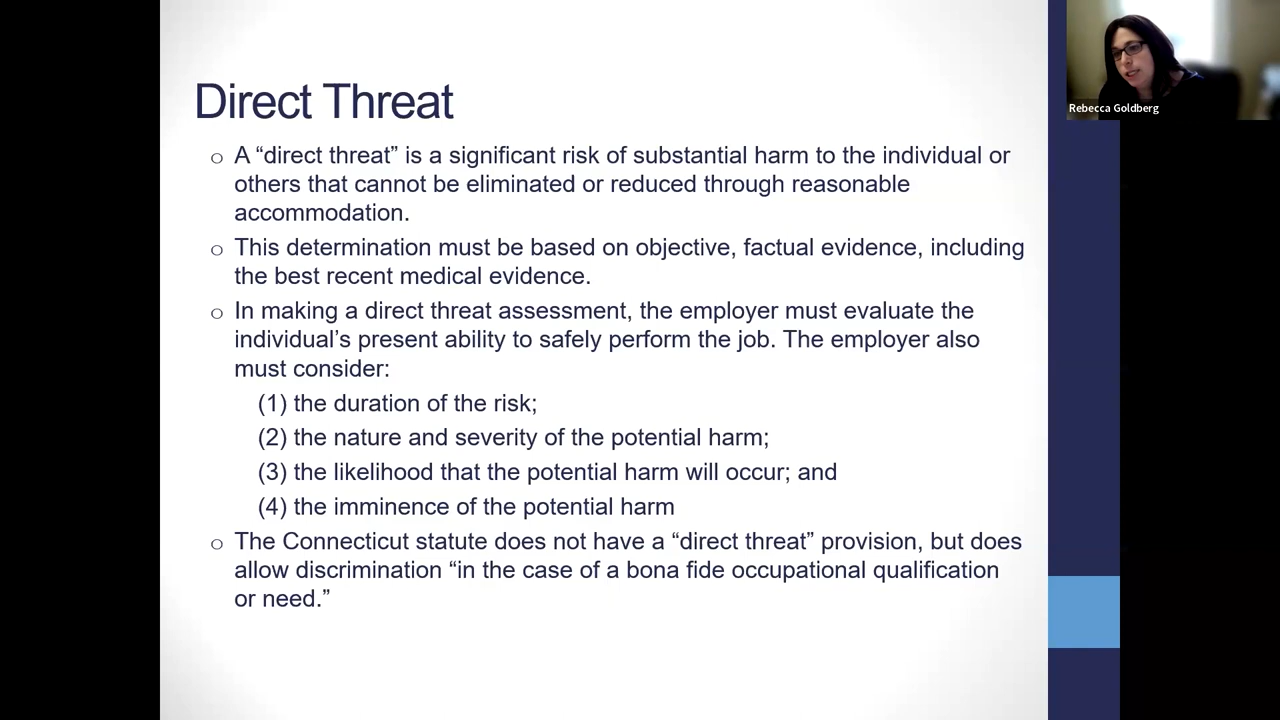 Direct Threat
Rebecca Goldberg
o A “direct threat” is a significant risk of substantial harm to the individual or
others that cannot be eliminated or reduced through reasonable
accommodation.
o This determination must be based on objective, factual evidence, including
the best recent medical evidence.
o In making a direct threat assessment, the employer must evaluate the
individual’s present ability to safely perform the job. The employer also
must consider:
(1) the duration of the risk;
(2) the nature and severity of the potential harm;
(3) the likelihood that the potential harm will occur; and
(4) the imminence of the potential harm
o The Connecticut statute does not have a “direct threat” provision, but does
allow discrimination “in the case of a bona fide occupational qualification
or need.”